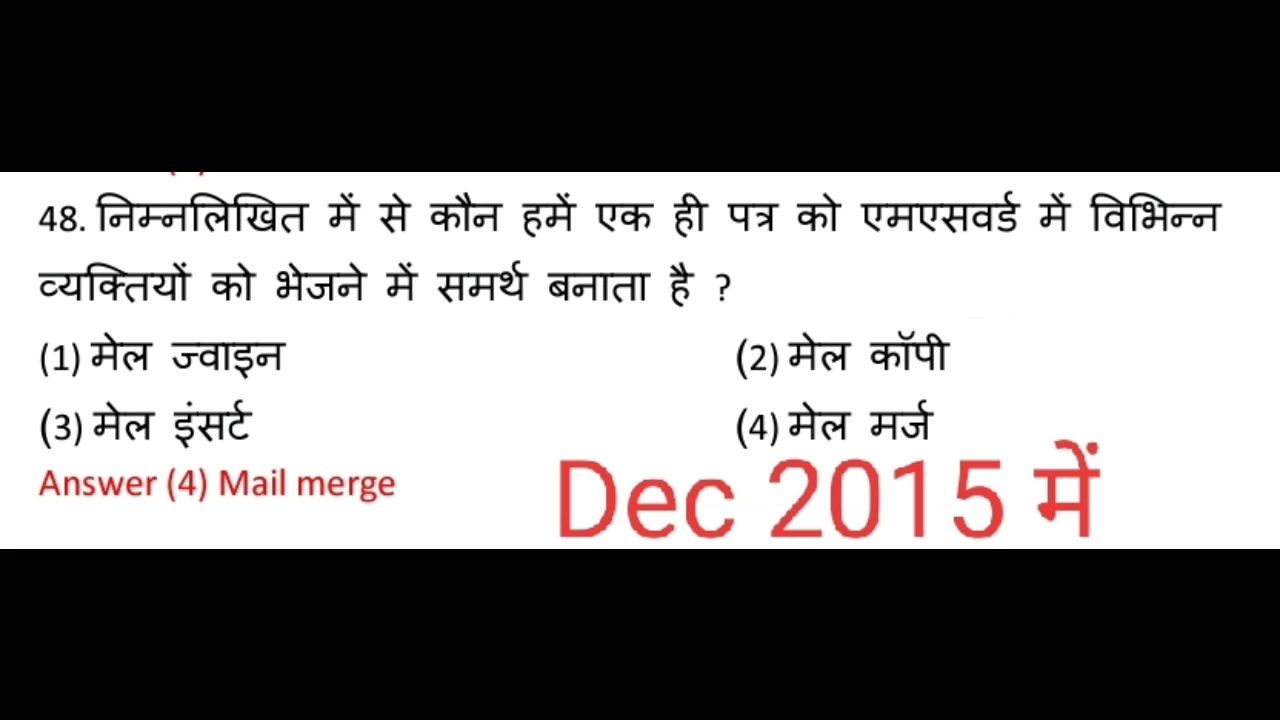 48. निम्नलिखित में से कौन हमें एक ही पत्र को एमएसवर्ड में विभिन्न
व्यक्तियों को भेजने में समर्थ बनाता है ?
(1) मेल ज्वाइन (2) मेल कॉपी
(3) मेल इंसर्ट (4) मेल मर्ज
Answer (4) Mail merge
Dec 2015 में